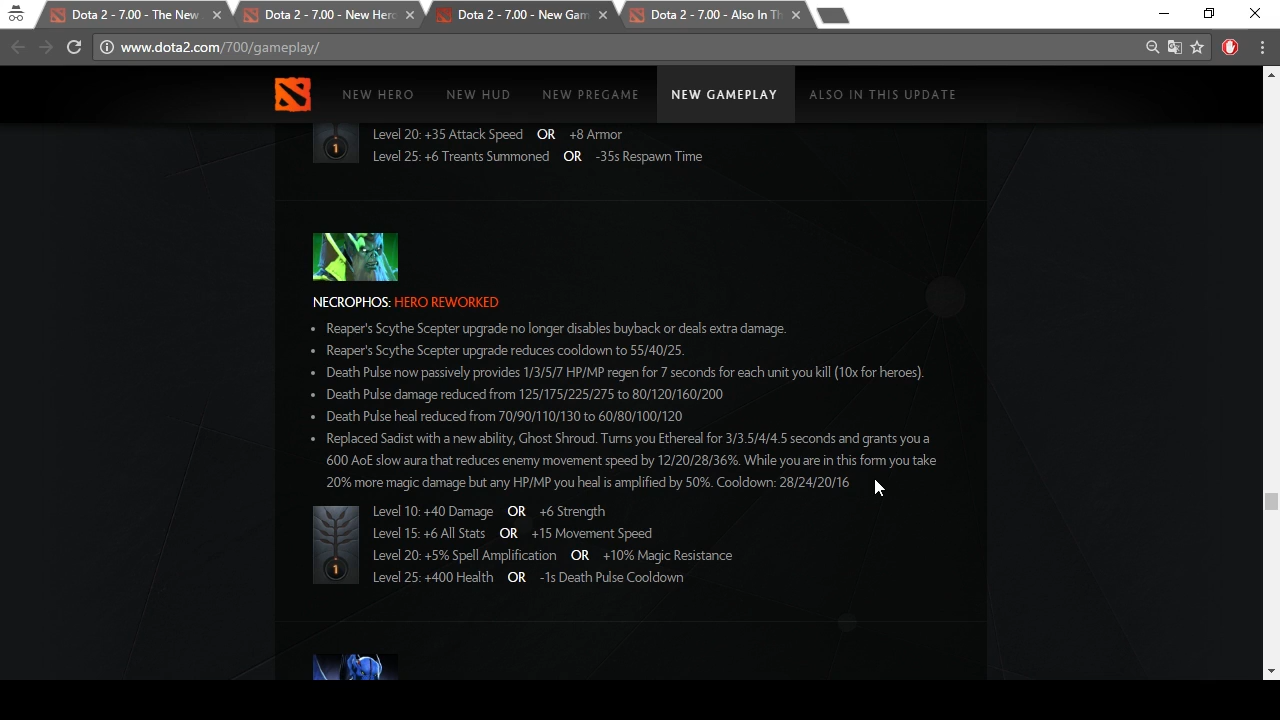 Dota 2 - 7.00 - The New
Dota 2 - 7.00 - New Hero
Dota 2 - 7.00 - New Gam
Dota 2 - 7.00 - Also In Th
www.dota2.com/700/gameplay/
NEW HERO
NEW HUD
NEW PREGAME
NEW GAMEPLAY
ALSO IN THIS UPDATE
1
Level 20: +35 Attack Speed OR +8 Armor
Level 25: +6 Treants Summoned OR -35s Respawn Time
NECROPHOS: HERO REWORKED
• Reaper's Scythe Scepter upgrade no longer disables buyback or deals extra damage.
• Reaper's Scythe Scepter upgrade reduces cooldown to 55/40/25.
• Death Pulse now passively provides 1/3/5/7 HP/MP regen for 7 seconds for each unit you kill (10x for heroes).
• Death Pulse damage reduced from 125/175/225/275 to 80/120/160/200
• Death Pulse heal reduced from 70/90/110/130 to 60/80/100/120
• Replaced Sadist with a new ability, Ghost Shroud. Turns you Ethereal for 3/3.5/4/4.5 seconds and grants you a
600 AoE slow aura that reduces enemy movement speed by 12/20/28/36%. While you are in this form you take
20% more magic damage but any HP/MP you heal is amplified by 50%. Cooldown: 28/24/20/16
Level 10: +40 Damage OR +6 Strength
Level 15: +6 All Stats OR +15 Movement Speed
Level 20: +5% Spell Amplification OR +10% Magic Resistance
Level 25: +400 Health OR -1s Death Pulse Cooldown
1